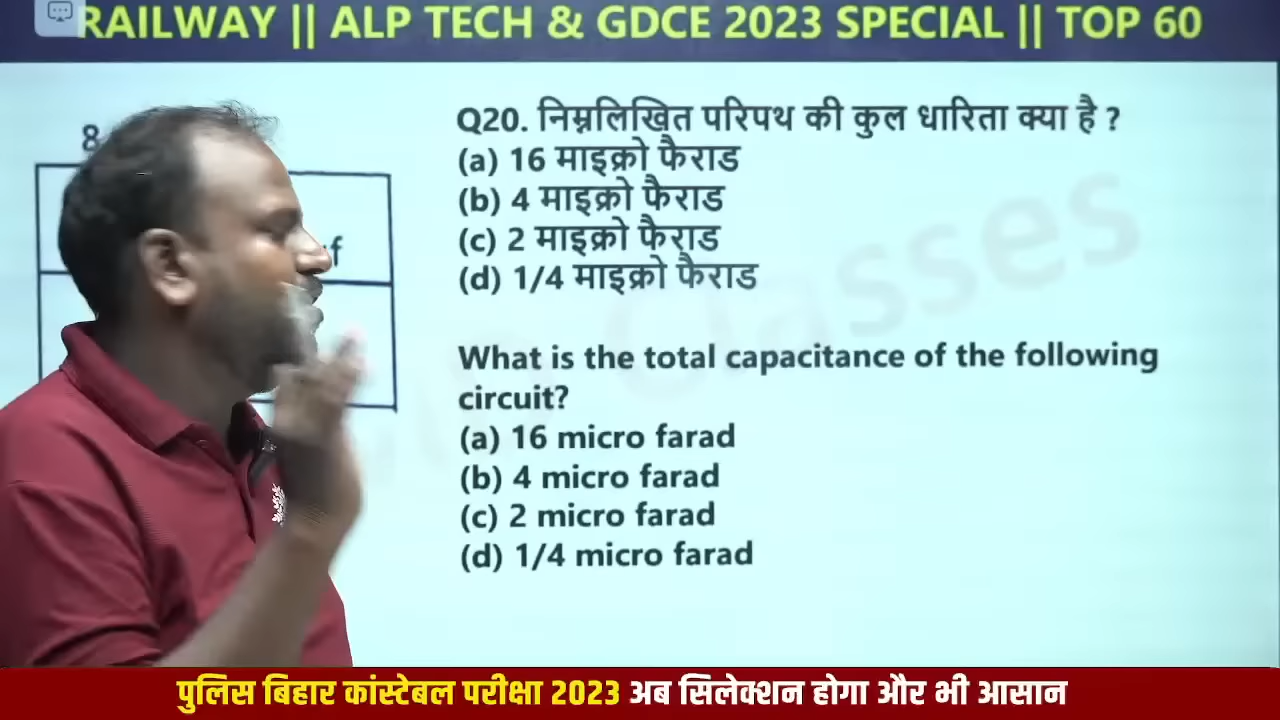 RAILWAY || ALP TECH & GDCE 2023 SPECIAL || TOP 60
8
f
Q20. निम्नलिखित परिपथ की कुल धारिता क्या है ?
(a) 16 माइक्रो फैराड
(b) 4 माइक्रो फैराड
(c) 2 माइक्रो फैराड
(d) 1/4 माइक्रो फैराड
What is the total capacitance of the following
circuit?
(a) 16 micro farad
(b) 4 micro farad
(c) 2 micro farad
(d) 1/4 micro farad
Classes
पुलिस बिहार कांस्टेबल परीक्षा 2023 अब सिलेक्शन होगा और भी आसान